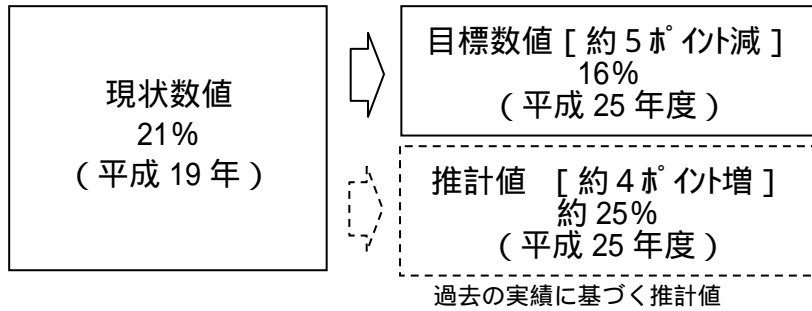 現状数値
21%
（平成 19 年）
目標数値 [ 約 5 ﾎﾟｲﾝﾄ減 ]
16%
（平成 25 年度）
推計値　[ 約 4 ﾎﾟｲﾝﾄ増 ]
約 25%
（平成 25 年度）
過去の実績に基づく推計値